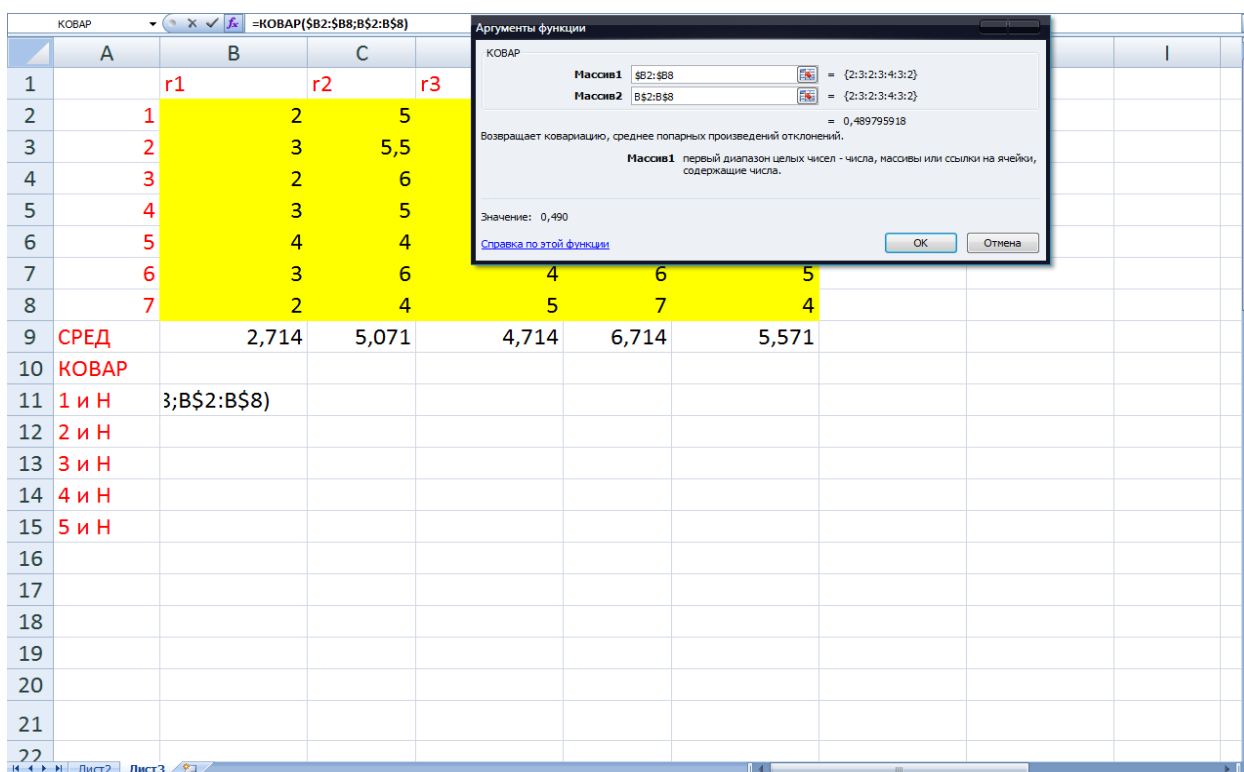 КОВАР =КОВАР($B2:$B8;B$2:B$8)
Аргументы функции
КОВАР
Массив1 $B2:$B8 = {2:3:2:3:4:3:2}
Массив2 B$2:B$8 = {2:3:2:3:4:3:2}
= 0,489795918
Возвращает ковариацию, среднее попарных произведений отклонений.
Массив1 первый диапазон целых чисел - числа, массивы или ссылки на ячейки,
содержащие числа.
Значение: 0,490
Справка по этой функции
ОК Отмена
A B C I
1 r1 r2 r3
2 1 2 5
3 2 3 5,5
4 3 2 6
5 4 3 5
6 5 4 4
7 6 3 6 4 6 5
8 7 2 4 5 7 4
9 СРЕД 2,714 5,071 4,714 6,714 5,571
10 КОВАР
11 1 и Н 3;B$2:B$8)
12 2 и Н
13 3 и Н
14 4 и Н
15 5 и Н
16
17
18
19
20
21
22
Лист2 Лист3